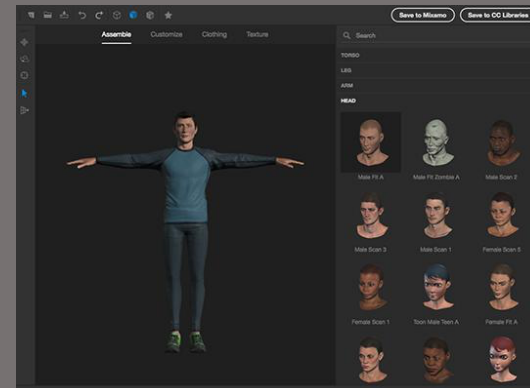 Save to Mixamo
Save to CC Libraries
Assemble
Customize
Clothing
Texture
Search
TORSO
LEG
ARM
HEAD
Male Fit A
Male Fit Zombie A
Male Scan 2
Male Scan 3
Male Scan 1
Female Scan 5
Female Scan 1
Toon Male Teen A
Female Fit A